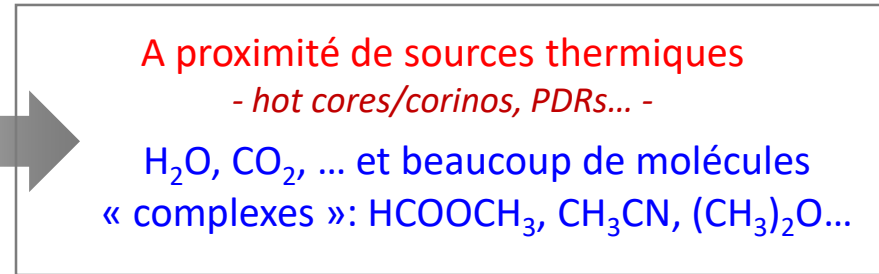 A proximité de sources thermiques
- hot cores/corinos, PDRs... -
H₂O, CO₂, ... et beaucoup de molécules
« complexes »: HCOOCH₃, CH₃CN, (CH₃)₂O...